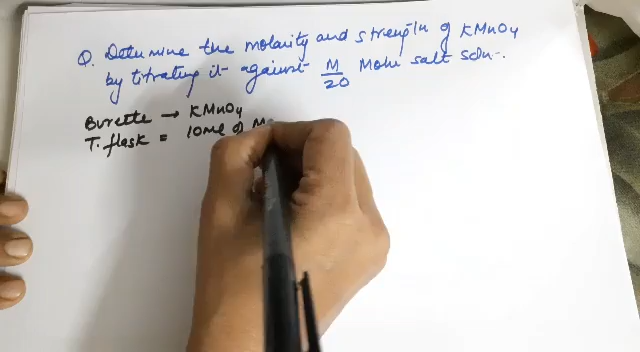 Q. Determine the molarity and strength of KMnO4
by titrating it against M/20 Mohr salt soln.
Burette → KMnO4
T. flask = 10ml of M